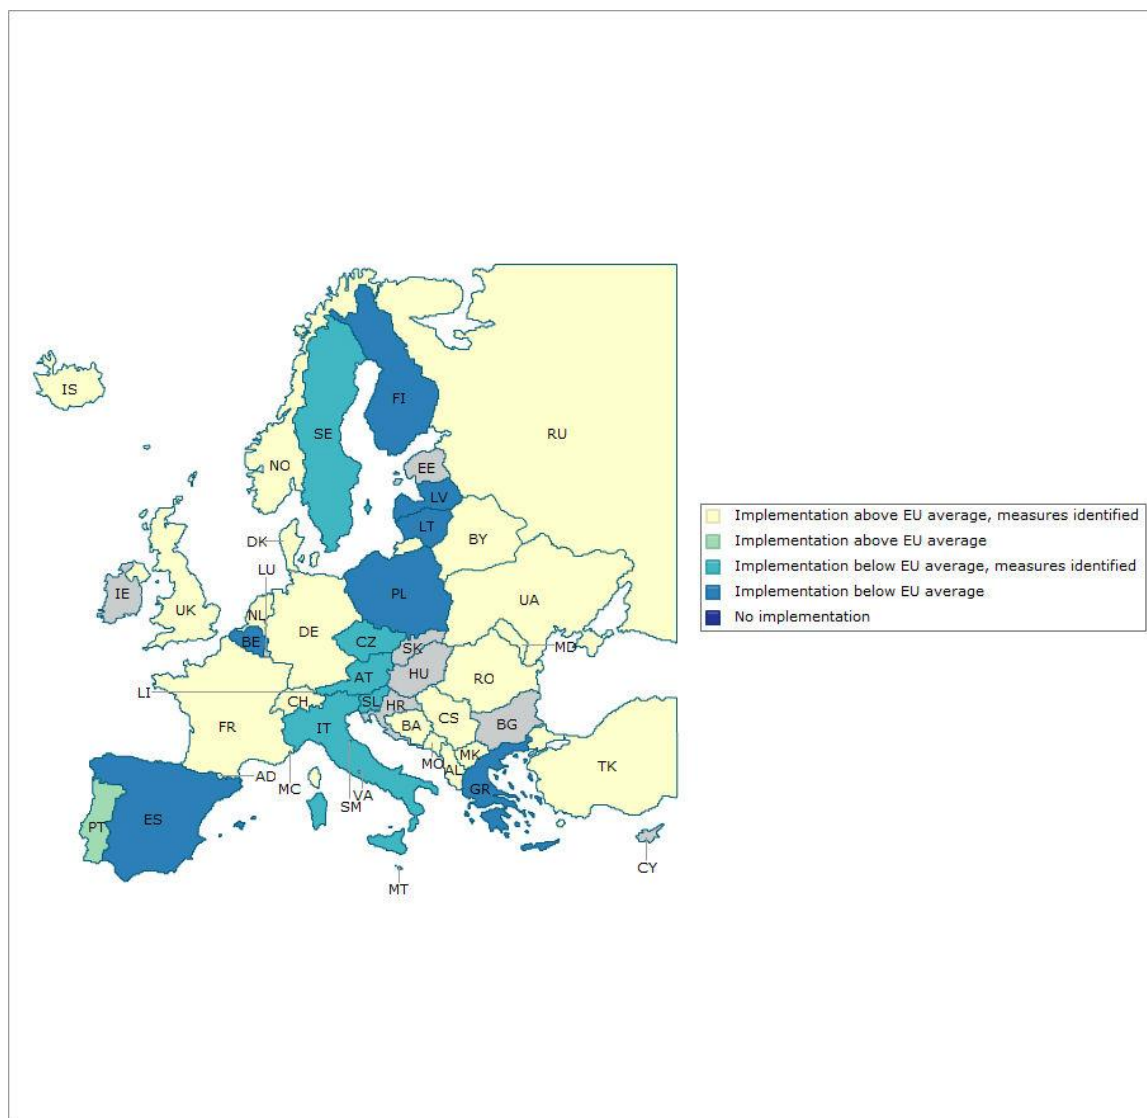 IS
FI
SE
RU
NO
EE
LV
LT
DK
BY
LU
IE
PL
UK
NL
UA
DE
BE
CZ
MD
SK
HU
AT
RO
LI
CH
SL
HR
CS
BG
FR
IT
BA
MK
MO
AL
TK
AD
MC
VA
SM
GR
PT
ES
CY
MT
Implementation above EU average, measures identified
Implementation above EU average
Implementation below EU average, measures identified
Implementation below EU average
No implementation